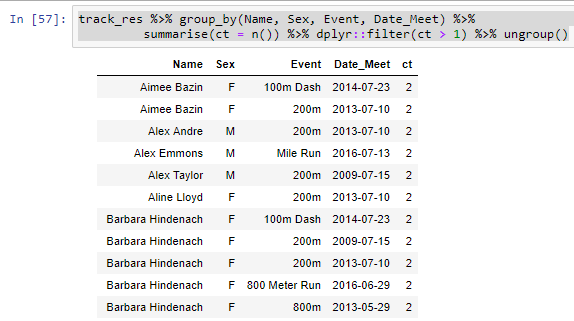 In [57]: track_res %>% group_by(Name, Sex, Event, Date_Meet) %>%
summarise(ct = n()) %>% dplyr::filter(ct > 1) %>% ungroup()
Name Sex Event Date_Meet ct
Aimee Bazin F 100m Dash 2014-07-23 2
Aimee Bazin F 200m 2013-07-10 2
Alex Andre M 200m 2013-07-10 2
Alex Emmons M Mile Run 2016-07-13 2
Alex Taylor M 200m 2009-07-15 2
Aline Lloyd F 200m 2013-07-10 2
Barbara Hindenach F 100m Dash 2014-07-23 2
Barbara Hindenach F 200m 2009-07-15 2
Barbara Hindenach F 200m 2013-07-10 2
Barbara Hindenach F 800 Meter Run 2016-06-29 2
Barbara Hindenach F 800m 2013-05-29 2